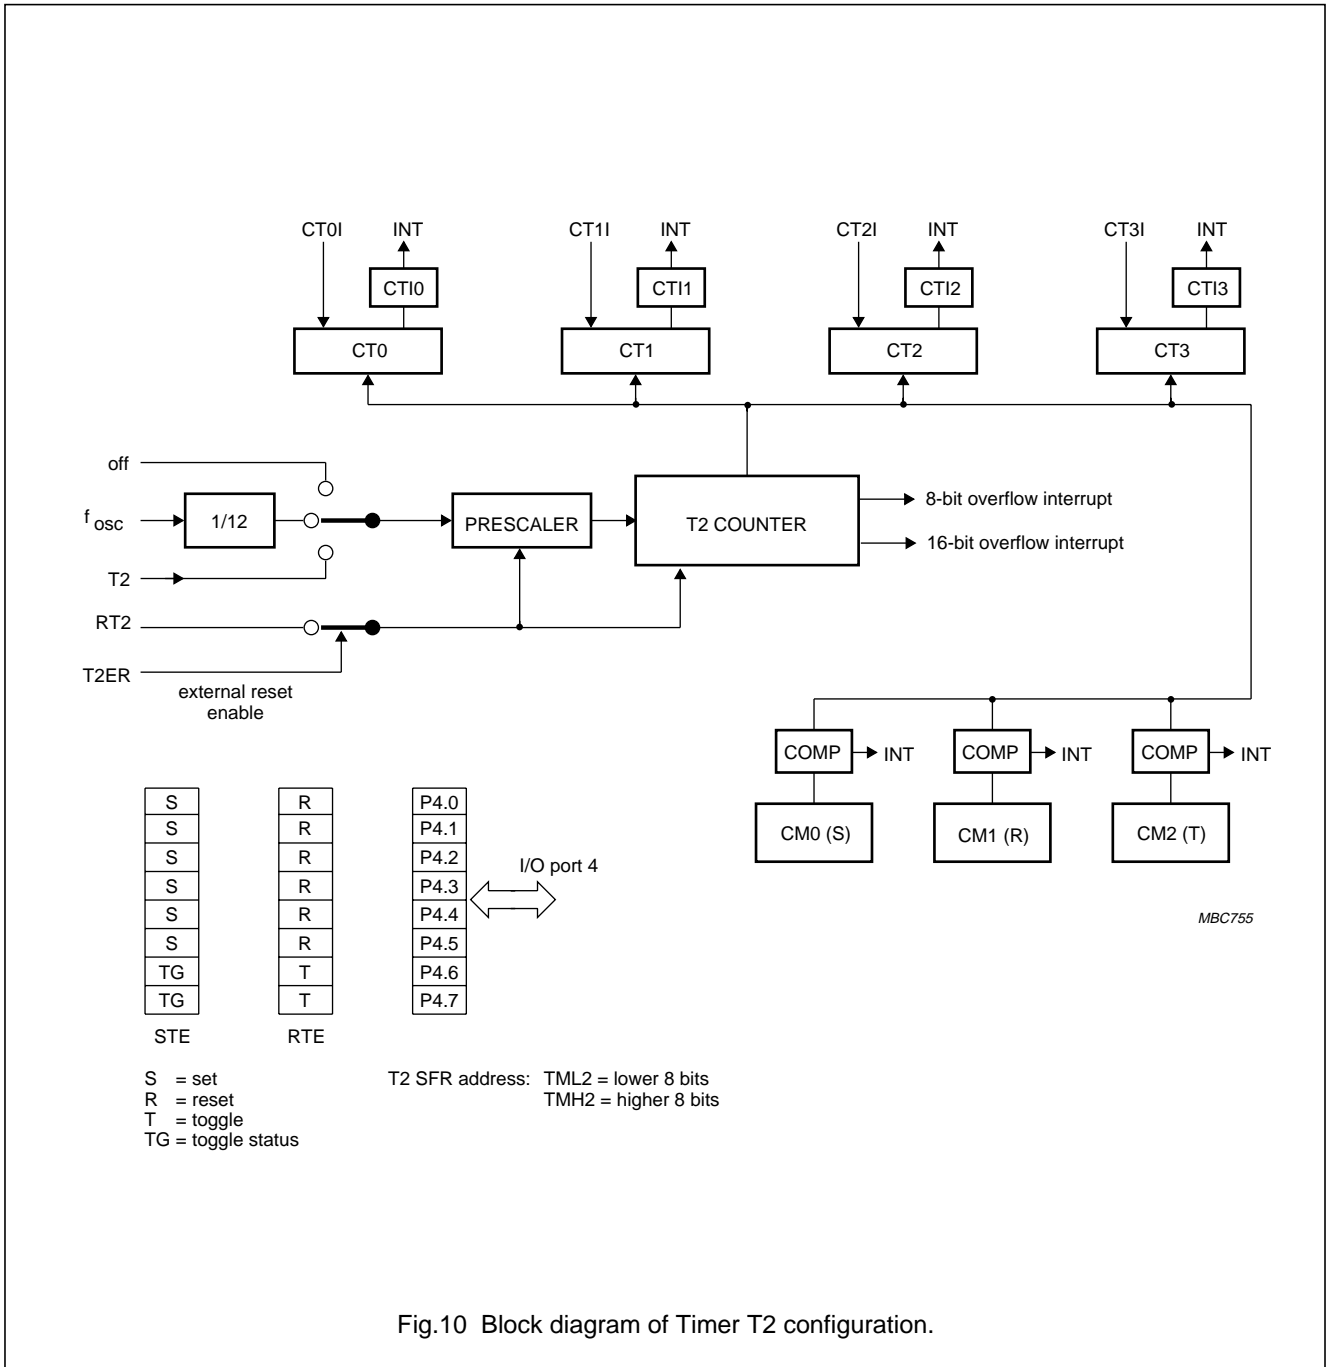 CT0I INT CT1I INT CT2I INT CT3I INT
CTI0 CTI1 CTI2 CTI3
CT0 CT1 CT2 CT3
off
fosc 1/12 PRESCALER T2 COUNTER 8-bit overflow interrupt
16-bit overflow interrupt
T2
RT2
T2ER
external reset
enable
COMP INT COMP INT COMP INT
CM0 (S) CM1 (R) CM2 (T)
S R P4.0
S R P4.1
S R P4.2
S R P4.3 I/O port 4
S R P4.4
S R P4.5
TG T P4.6
TG T P4.7
STE RTE
MBC755
S = set
R = reset
T = toggle
TG = toggle status
T2 SFR address: TML2 = lower 8 bits
TMH2 = higher 8 bits
Fig.10 Block diagram of Timer T2 configuration.